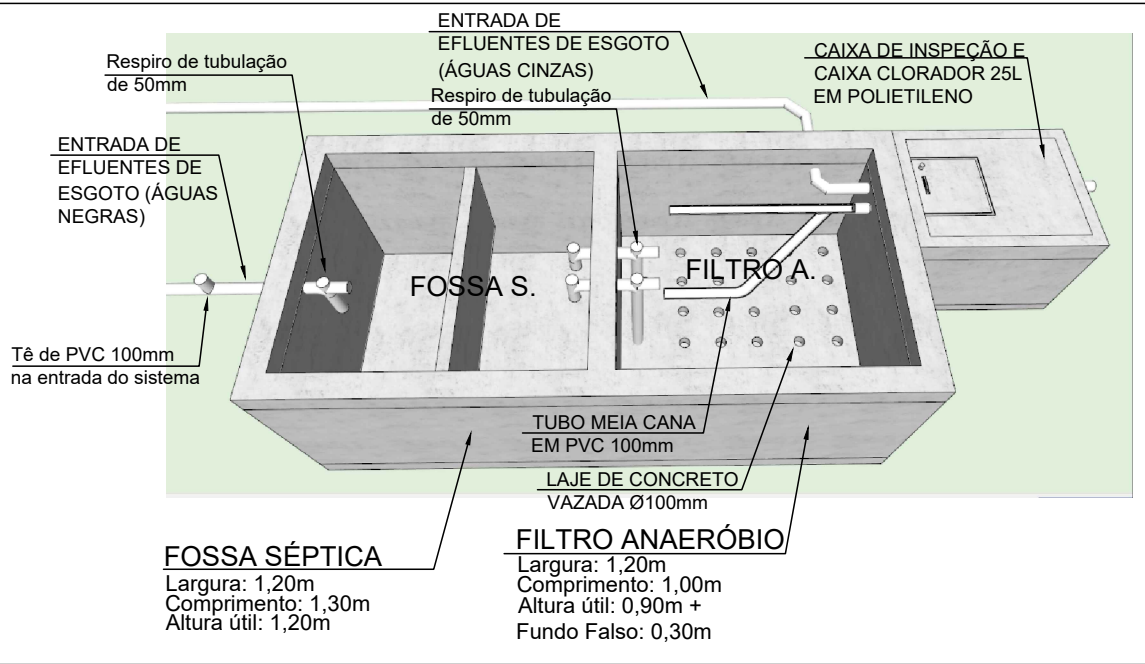 ENTRADA DE
EFLUENTES DE ESGOTO
(ÁGUAS CINZAS)
Respiro de tubulação
de 50mm
CAIXA DE INSPEÇÃO E
CAIXA CLORADOR 25L
EM POLIETILENO
Respiro de tubulação
de 50mm
ENTRADA DE
EFLUENTES DE
ESGOTO (ÁGUAS
NEGRAS)
FOSSA S.
FILTRO A.
Tê de PVC 100mm
na entrada do sistema
TUBO MEIA CANA
EM PVC 100mm
LAJE DE CONCRETO
VAZADA Ø100mm
FOSSA SÉPTICA
Largura: 1,20m
Comprimento: 1,30m
Altura útil: 1,20m
FILTRO ANAERÓBIO
Largura: 1,20m
Comprimento: 1,00m
Altura útil: 0,90m +
Fundo Falso: 0,30m